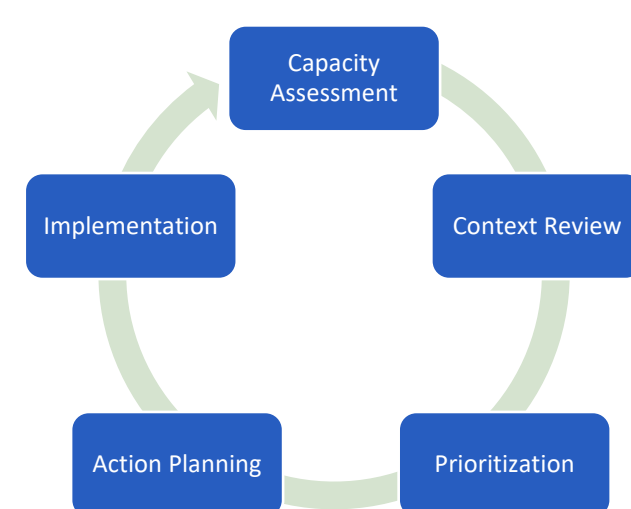 Capacity
Assessment
Context Review
Prioritization
Action Planning
Implementation